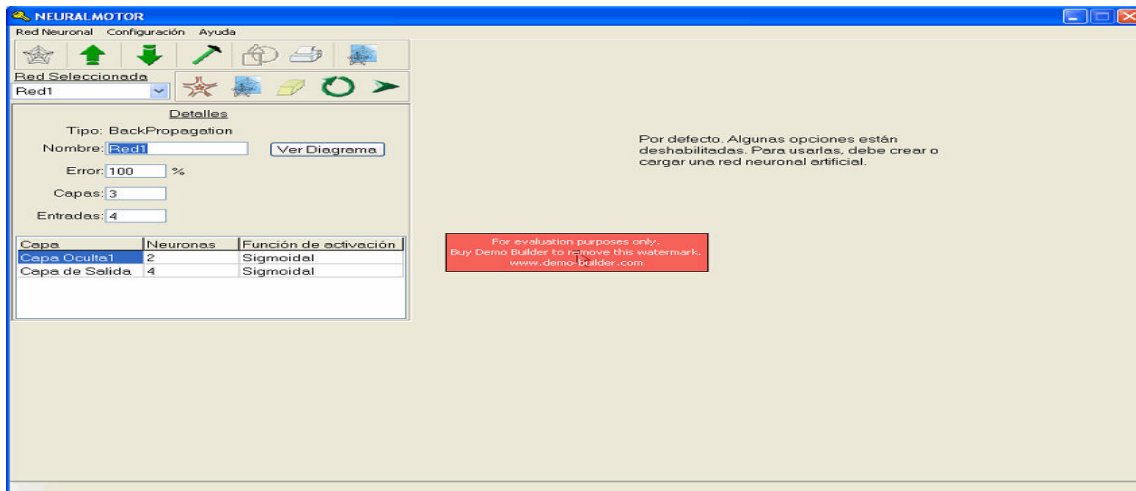 NEURALMOTOR
Red Neuronal Configuración Ayuda
Red Seleccionada
Red1
Detalles
Tipo: BackPropagation
Nombre: Red1 Ver Diagrama
Error: 100 %
Capas: 3
Entradas: 4
Capa Neuronas Función de activación
Capa Oculta1 2 Sigmoidal
Capa de Salida 4 Sigmoidal
Por defecto. Algunas opciones están
deshabilitadas. Para usarlas, debe crear o
cargar una red neuronal artificial.
For evaluation purposes only.
Buy Demo Builder to remove this watermark.
www.demo-builder.com